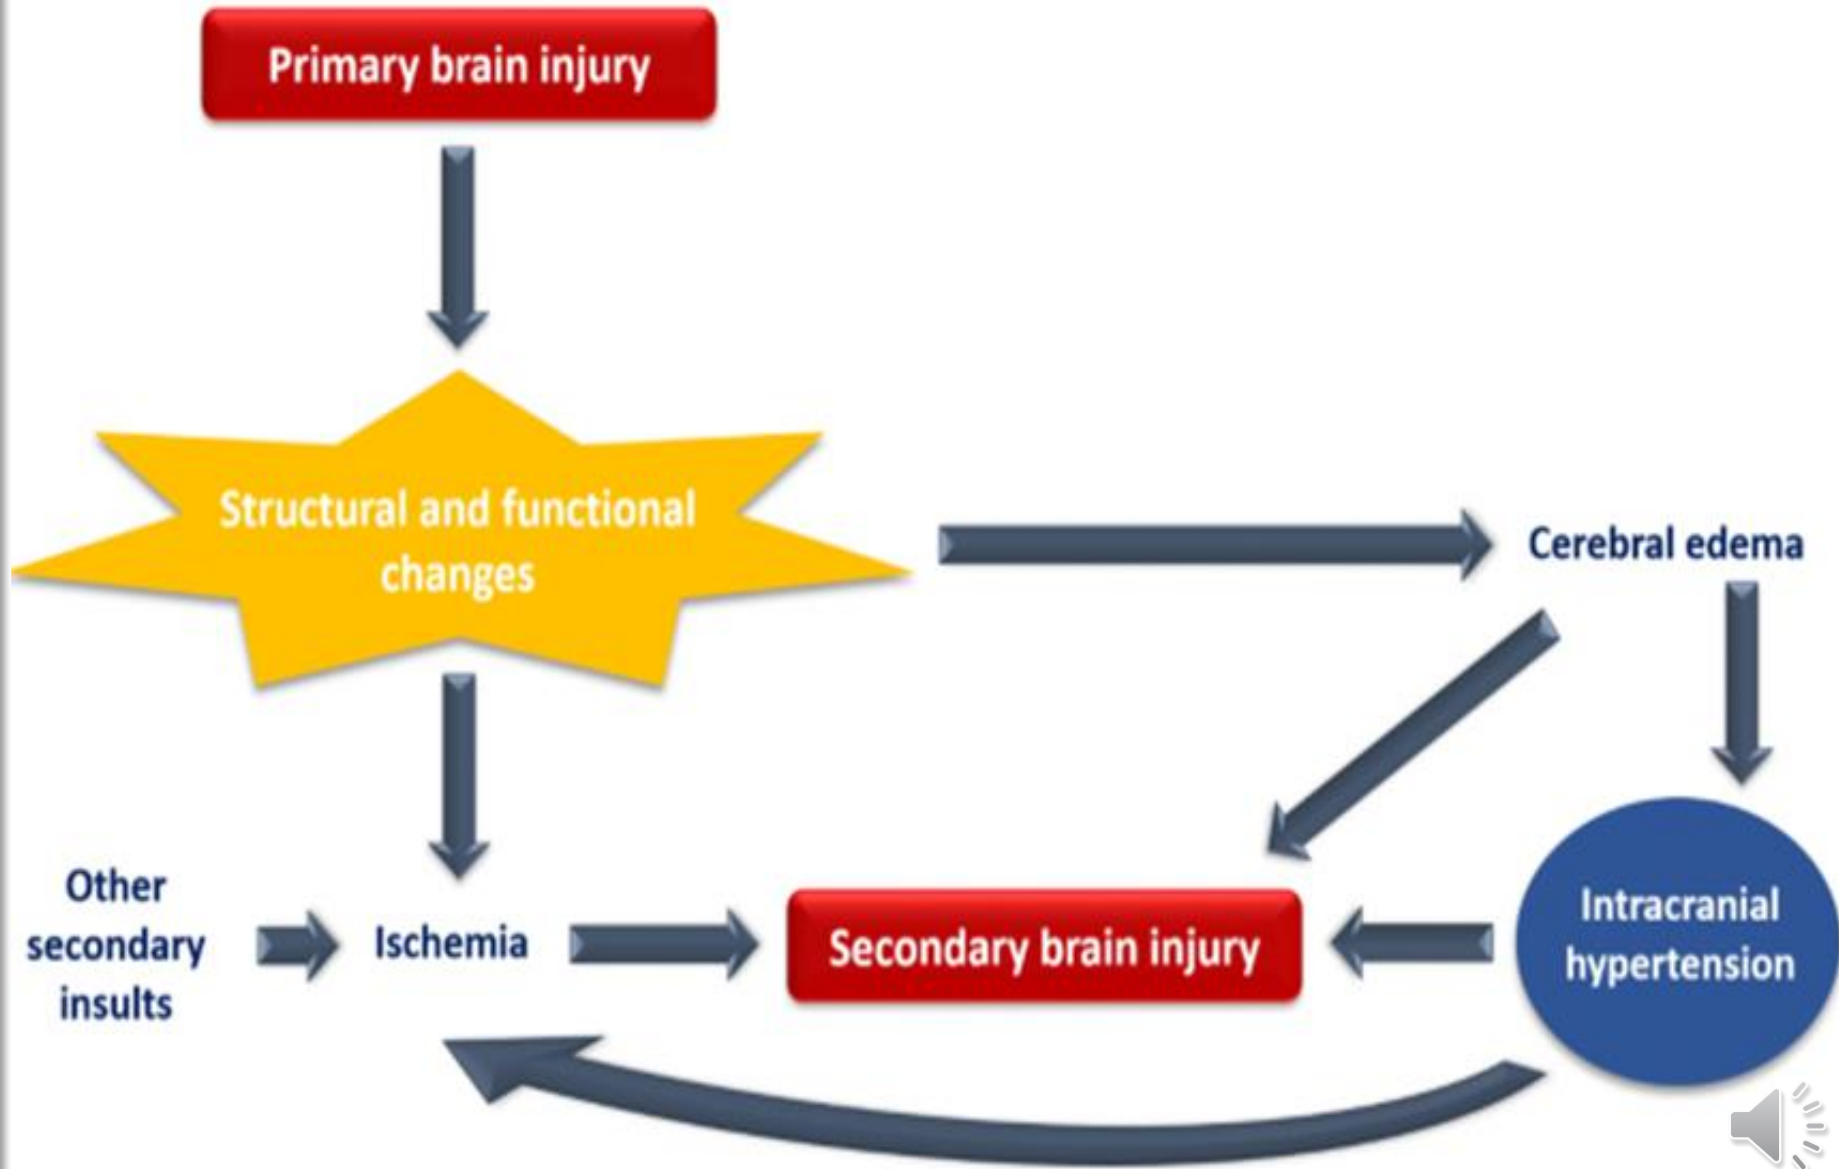 Primary brain injury
Structural and functional
changes
Cerebral edema
Other
secondary
insults
Ischemia
Secondary brain injury
Intracranial
hypertension